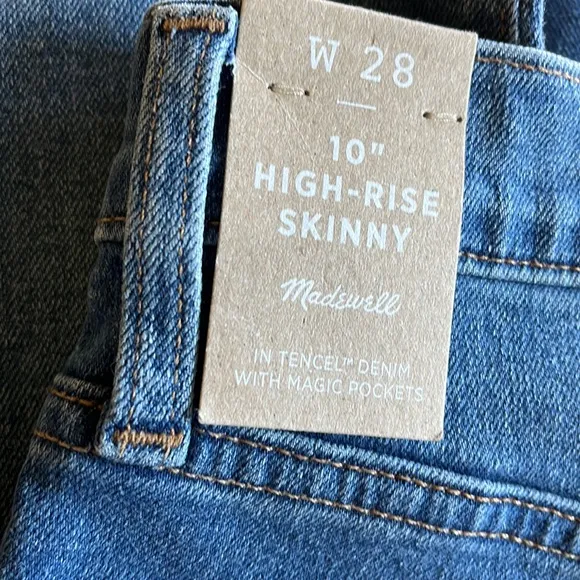 W 28
10"
HIGH-RISE
SKINNY
Madewell
IN TENCEL™ DENIM
WITH MAGIC POCKETS